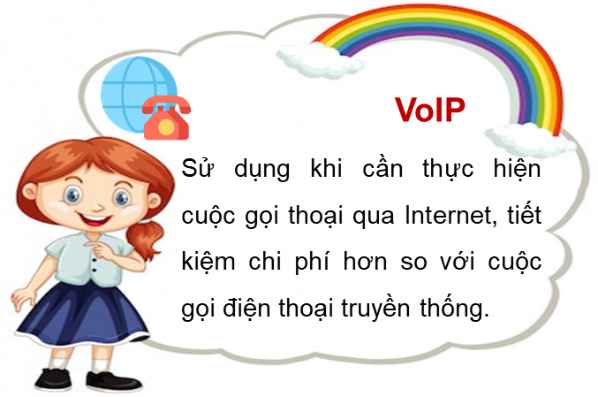 VoIP
Sử dụng khi cần thực hiện
cuộc gọi thoại qua Internet, tiết
kiệm chi phí hơn so với cuộc
gọi điện thoại truyền thống.